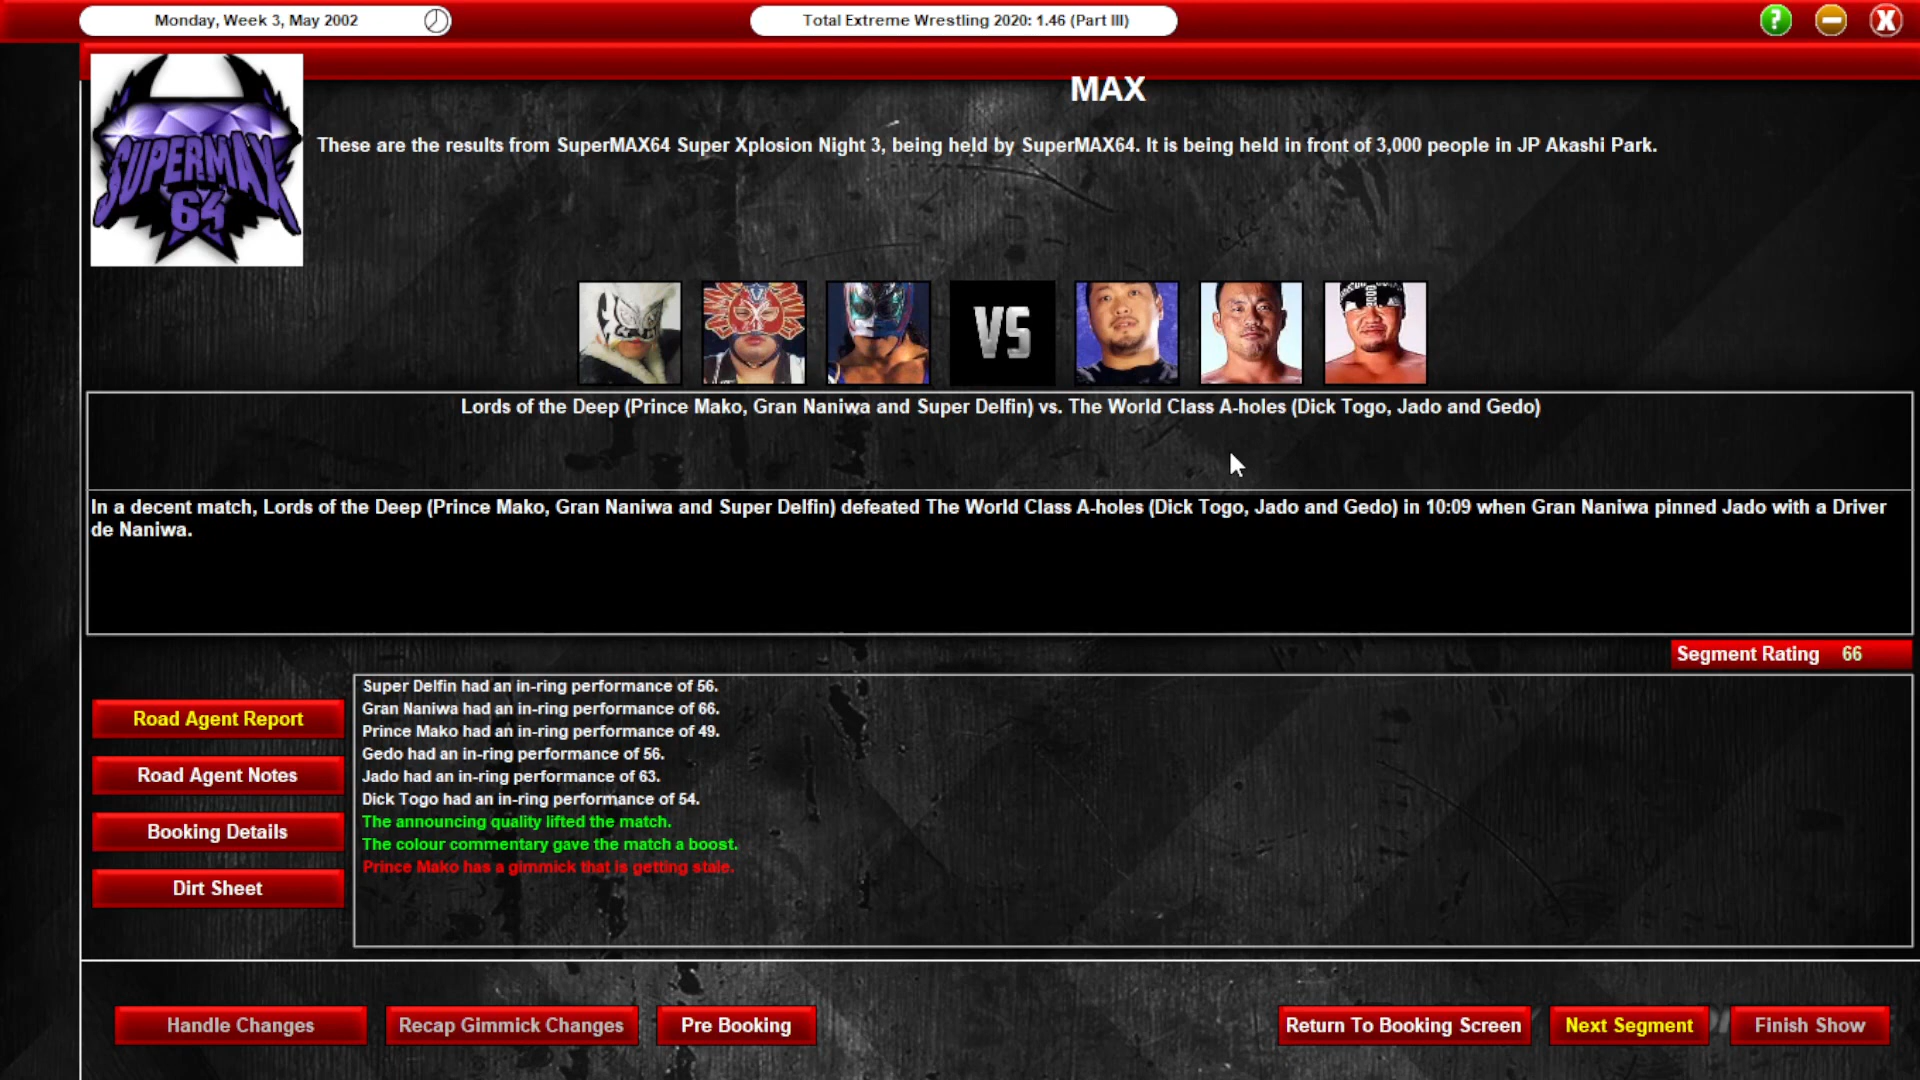 Monday, Week 3, May 2002
Total Extreme Wrestling 2020: 1.46 (Part III)
?
X
SUPERMAX
64
MAX
These are the results from SuperMAX64 Super Xplosion Night 3, being held by SuperMAX64. It is being held in front of 3,000 people in JP Akashi Park.
VS
Lords of the Deep (Prince Mako, Gran Naniwa and Super Delfin) vs. The World Class A-holes (Dick Togo, Jado and Gedo)
In a decent match, Lords of the Deep (Prince Mako, Gran Naniwa and Super Delfin) defeated The World Class A-holes (Dick Togo, Jado and Gedo) in 10:09 when Gran Naniwa pinned Jado with a Driver
de Naniwa.
Segment Rating 66
Road Agent Report
Road Agent Notes
Booking Details
Dirt Sheet
Super Delfin had an in-ring performance of 56.
Gran Naniwa had an in-ring performance of 66.
Prince Mako had an in-ring performance of 49.
Gedo had an in-ring performance of 56.
Jado had an in-ring performance of 63.
Dick Togo had an in-ring performance of 54.
The announcing quality lifted the match.
The colour commentary gave the match a boost.
Prince Mako has a gimmick that is getting stale.
Handle Changes
Recap Gimmick Changes
Pre Booking
Return To Booking Screen
Next Segment
Finish Show